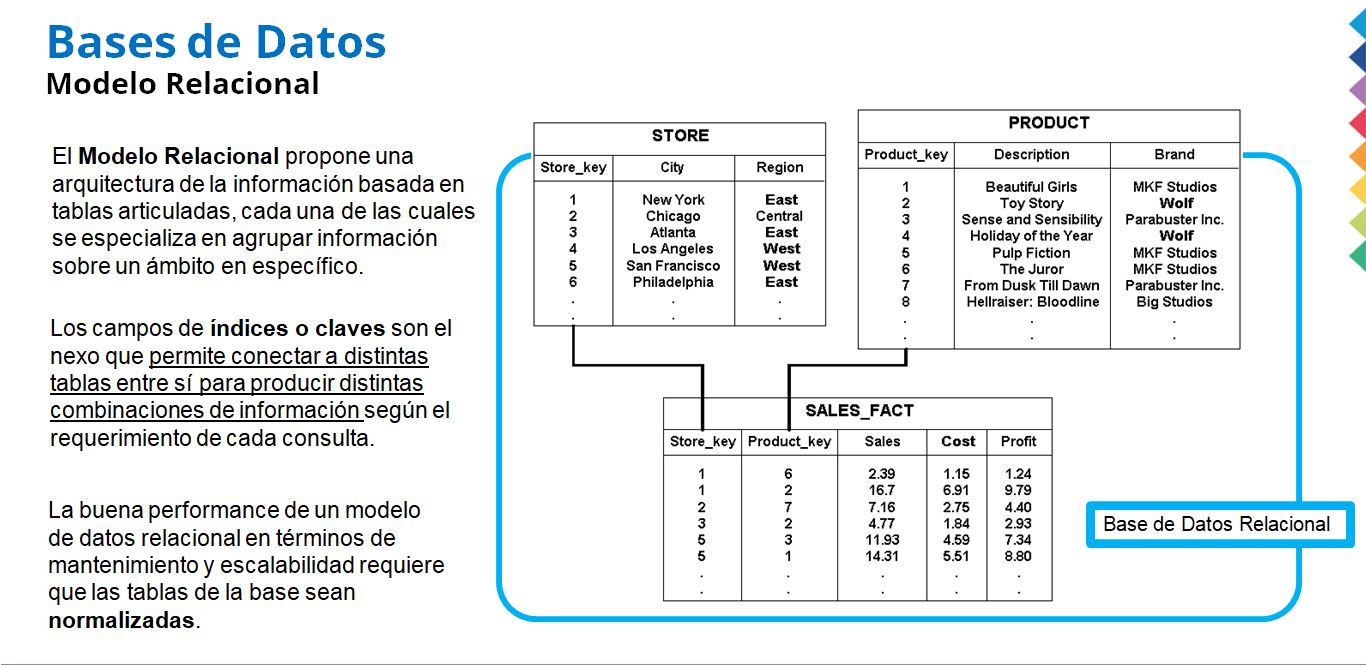 Bases de Datos
Modelo Relacional
El Modelo Relacional propone una
arquitectura de la información basada en
tablas articuladas, cada una de las cuales
se especializa en agrupar información
sobre un ámbito en específico.
Los campos de índices o claves son el
nexo que permite conectar a distintas
tablas entre sí para producir distintas
combinaciones de información según el
requerimiento de cada consulta.
La buena performance de un modelo
de datos relacional en términos de
mantenimiento y escalabilidad requiere
que las tablas de la base sean
normalizadas.
STORE
Store_key City Region
1 New York East
2 Chicago Central
3 Atlanta East
4 Los Angeles West
5 San Francisco West
6 Philadelphia East
. . .
. . .
PRODUCT
Product_key Description Brand
1 Beautiful Girls MKF Studios
2 Toy Story Wolf
3 Sense and Sensibility Parabuster Inc.
4 Holiday of the Year Wolf
5 Pulp Fiction MKF Studios
6 The Juror MKF Studios
7 From Dusk Till Dawn Parabuster Inc.
8 Hellraiser: Bloodline Big Studios
. . .
. . .
SALES_FACT
Store_key Product_key Sales Cost Profit
1 6 2.39 1.15 1.24
1 2 16.7 6.91 9.79
2 7 7.16 2.75 4.40
3 2 4.77 1.84 2.93
5 3 11.93 4.59 7.34
5 1 14.31 5.51 8.80
. . . . .
. . . . .
Base de Datos Relacional